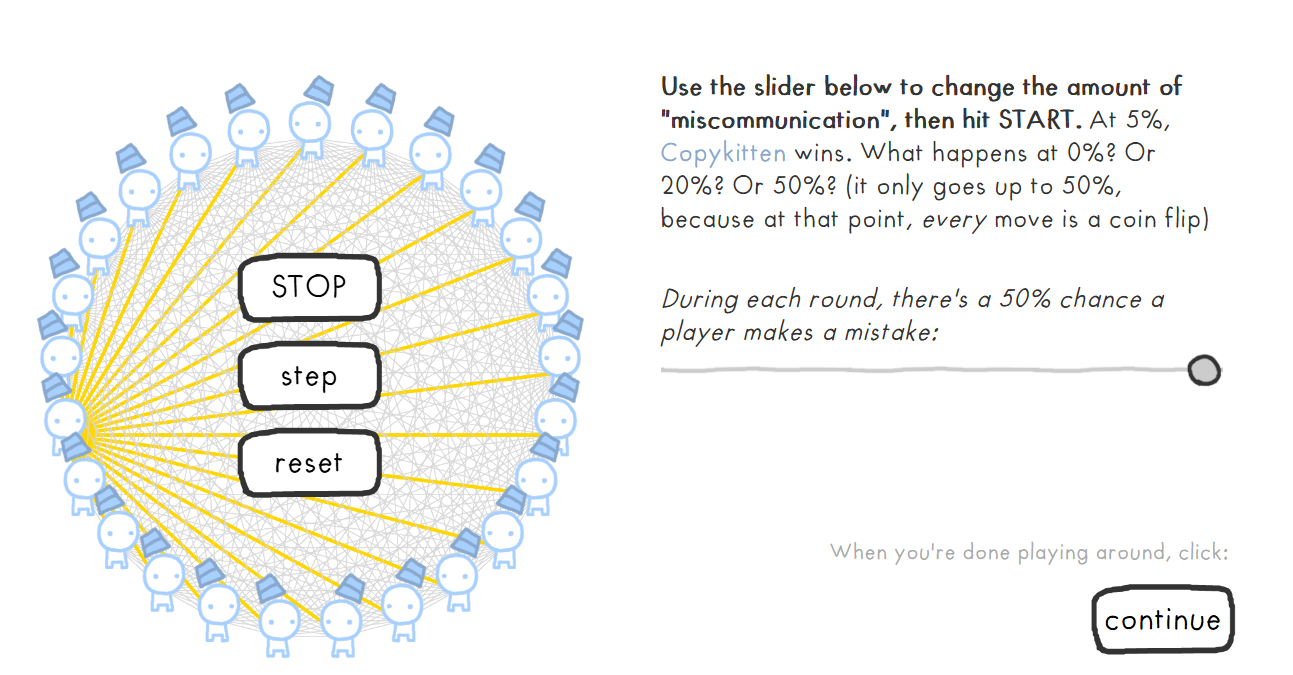 Use the slider below to change the amount of
"miscommunication", then hit START. At 5%,
Copykitten wins. What happens at 0%? Or
20%? Or 50%? (it only goes up to 50%,
because at that point, every move is a coin flip)
During each round, there's a 50% chance a
player makes a mistake:
STOP
step
reset
When you're done playing around, click:
continue